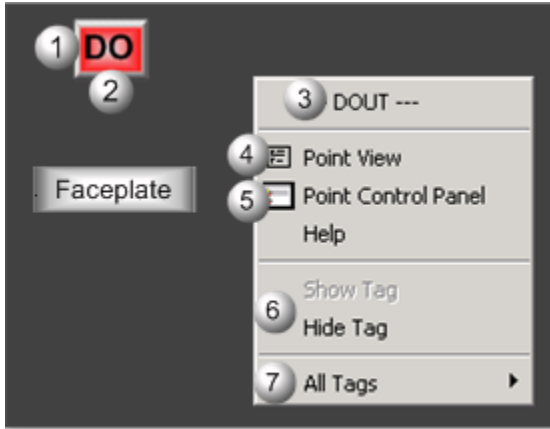 1 DO
2
3 DOUT ---
4 Point View
Faceplate
5 Point Control Panel
Help
Show Tag
6
Hide Tag
7 All Tags